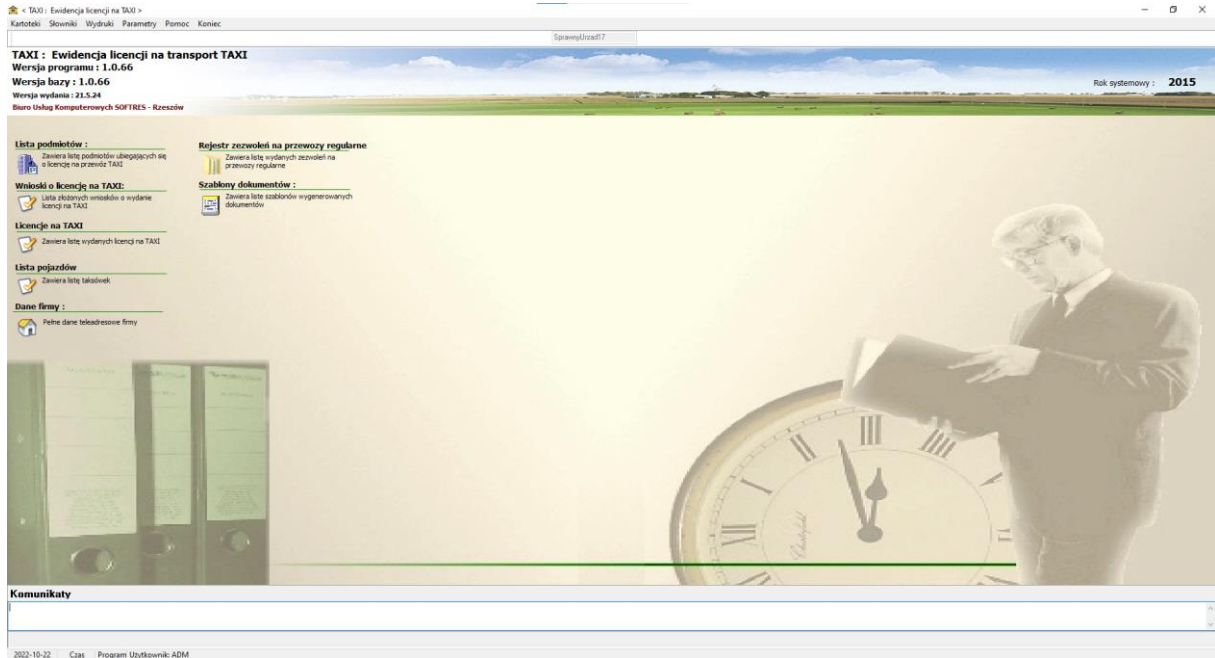 < TAXI : Ewidencja licencji na TAXI >
Kartoteki Słowniki Wydruki Parametry Pomoc Koniec
SprawnyUrzad17
TAXI : Ewidencja licencji na transport TAXI
Wersja programu : 1.0.66
Wersja bazy : 1.0.66
Wersja wydania : 21.5.24
Biuro Usług Komputerowych SOFTRES - Rzeszów
Rok systemowy : 2015
Lista podmiotów :
Zawiera listę podmiotów ubiegających się
o licencję na przewóz TAXI
Wnioski o licencję na TAXI:
Lista złożonych wniosków o wydanie
licencji na TAXI
Licencje na TAXI
Zawiera listę wydanych licencji na TAXI
Lista pojazdów
Zawiera listę taksówek
Dane firmy :
Pełne dane teleadresowe firmy
Rejestr zezwoleń na przewozy regularne
Zawiera listę wydanych zezwoleń na
przewozy regularne
Szablony dokumentów :
Zawiera liste szablonów wygenerowanych
dokumentów
Komunikaty
2022-10-22 Czas Program Użytkownik: ADM